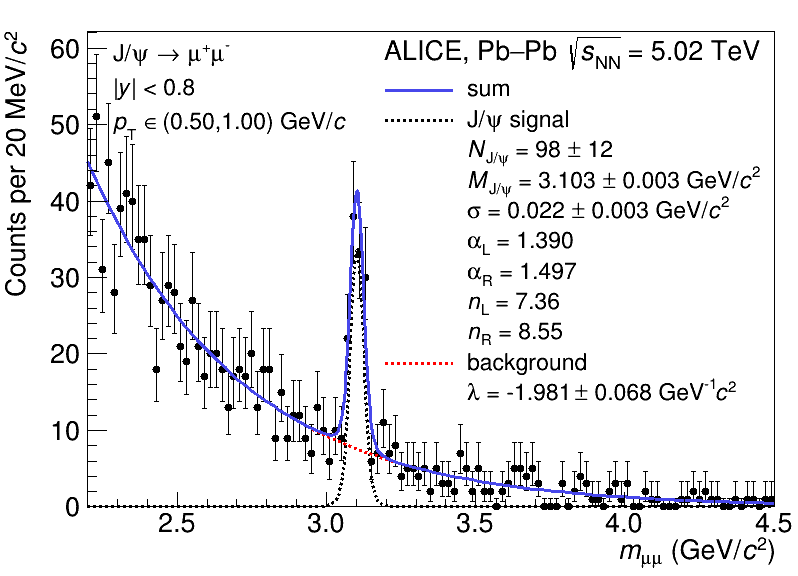 Counts per 20 MeV/c²
60
50
40
30
20
10
0
J/ψ → μ⁺μ⁻
|y| < 0.8
p_T ∈ (0.50,1.00) GeV/c
ALICE, Pb–Pb √s_NN = 5.02 TeV
sum
J/ψ signal
N_J/ψ = 98 ± 12
M_J/ψ = 3.103 ± 0.003 GeV/c²
σ = 0.022 ± 0.003 GeV/c²
α_L = 1.390
α_R = 1.497
n_L = 7.36
n_R = 8.55
background
λ = -1.981 ± 0.068 GeV⁻¹c²
2.5 3.0 3.5 4.0 4.5
m_μμ (GeV/c²)